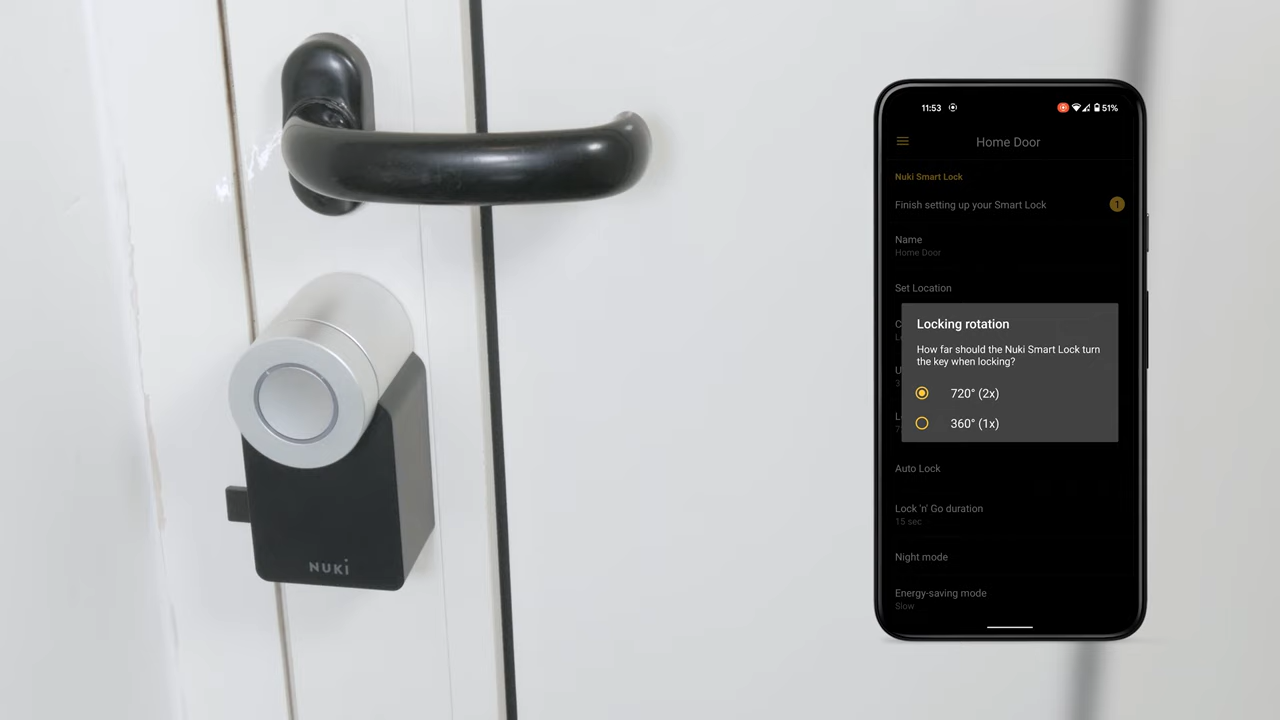 NUKI
11:53
51%
Home Door
Nuki Smart Lock
Finish setting up your Smart Lock
1
Name
Home Door
Set Location
Locking rotation
How far should the Nuki Smart Lock turn
the key when locking?
720° (2x)
360° (1x)
Auto Lock
Lock 'n' Go duration
15 sec
Night mode
Energy-saving mode
Slow